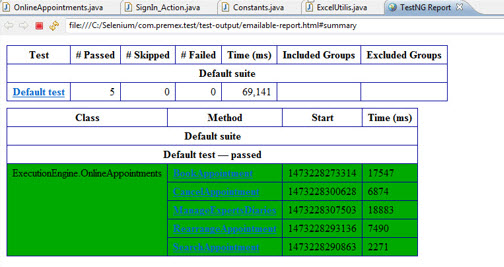 OnlineAppointments.java SignIn_Action.java Constants.java ExcelUtilis.java TestNG Report
file:///C:/Selenium/com.premex.test/test-output/emailable-report.html#summary
Test # Passed # Skipped # Failed Time (ms) Included Groups Excluded Groups
Default suite
Default test 5 0 0 69,141
Class Method Start Time (ms)
Default suite
Default test — passed
ExecutionEngine.OnlineAppointments BookAppointment 1473228273314 17547
CancelAppointment 1473228300628 6874
ManageExpertsDiaries 1473228307503 18883
RearrangeAppointment 1473228293136 7490
SearchAppointment 1473228290863 2271